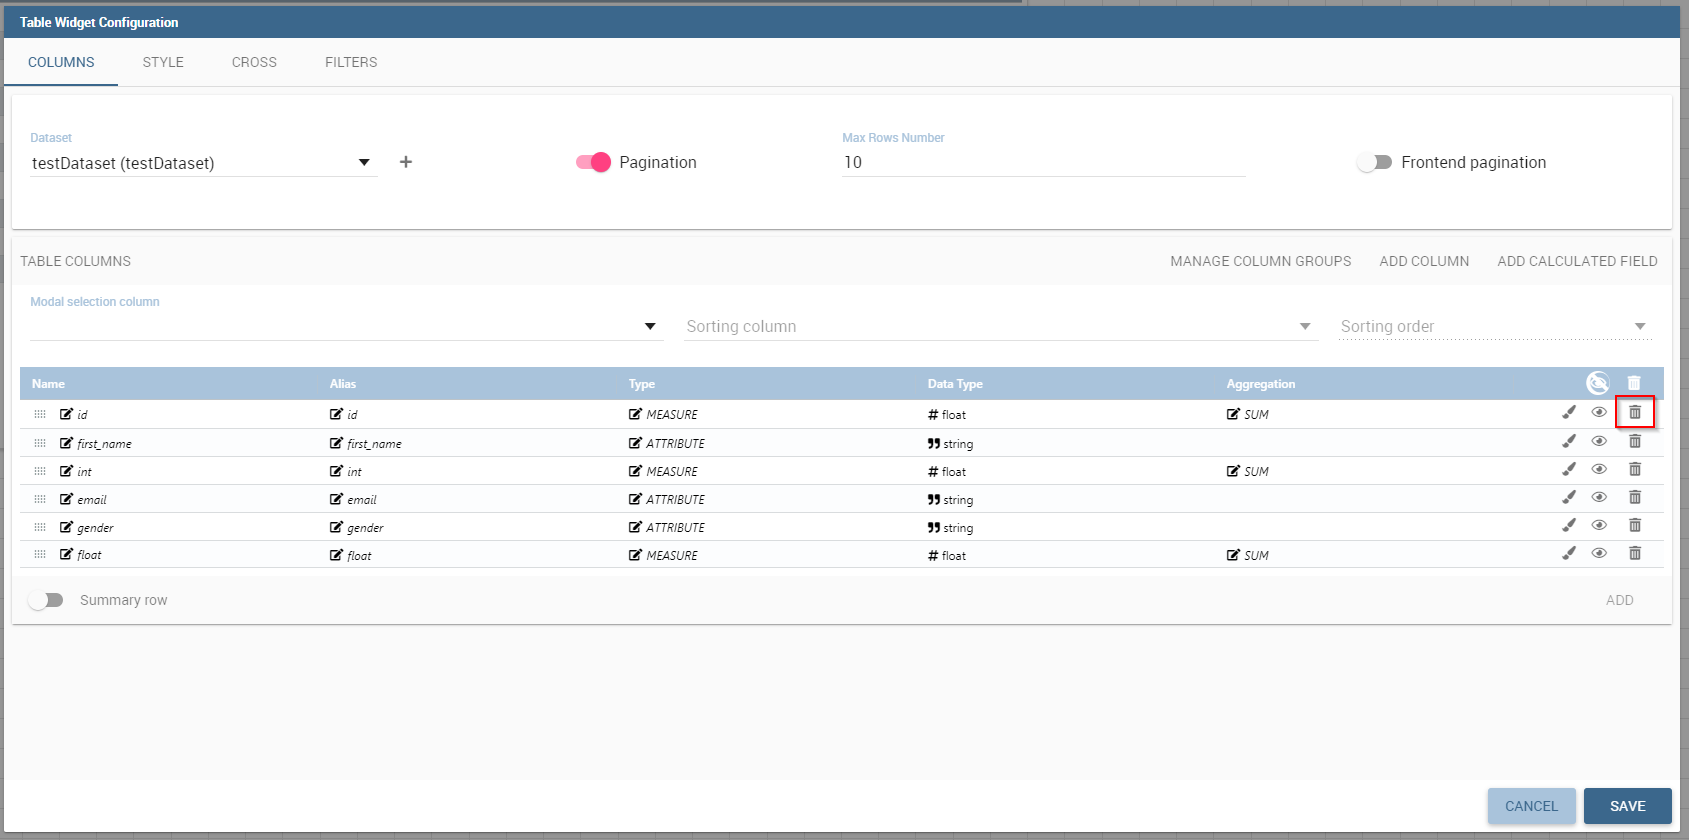 Table Widget Configuration
COLUMNS STYLE CROSS FILTERS
Dataset Max Rows Number
testDataset (testDataset) Pagination 10 Frontend pagination
TABLE COLUMNS MANAGE COLUMN GROUPS ADD COLUMN ADD CALCULATED FIELD
Modal selection column
Sorting column Sorting order
Name Alias Type Data Type Aggregation
id id MEASURE # float SUM
first_name first_name ATTRIBUTE string
int int MEASURE # float SUM
email email ATTRIBUTE string
gender gender ATTRIBUTE string
float float MEASURE # float SUM
Summary row ADD
CANCEL SAVE